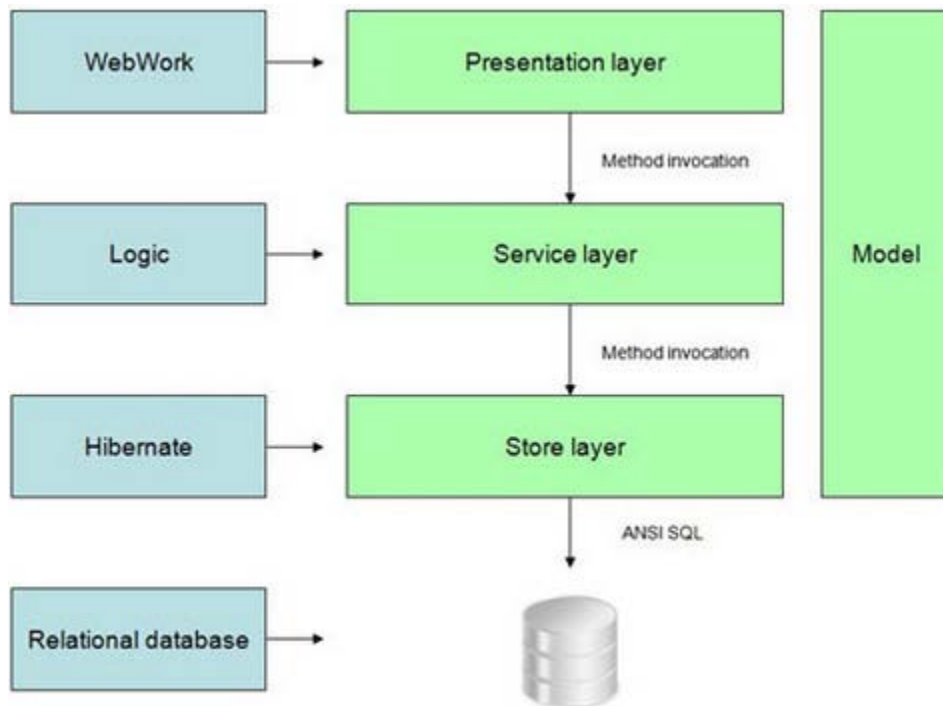 WebWork
Presentation layer
Method invocation
Logic
Service layer
Model
Method invocation
Hibernate
Store layer
ANSI SQL
Relational database